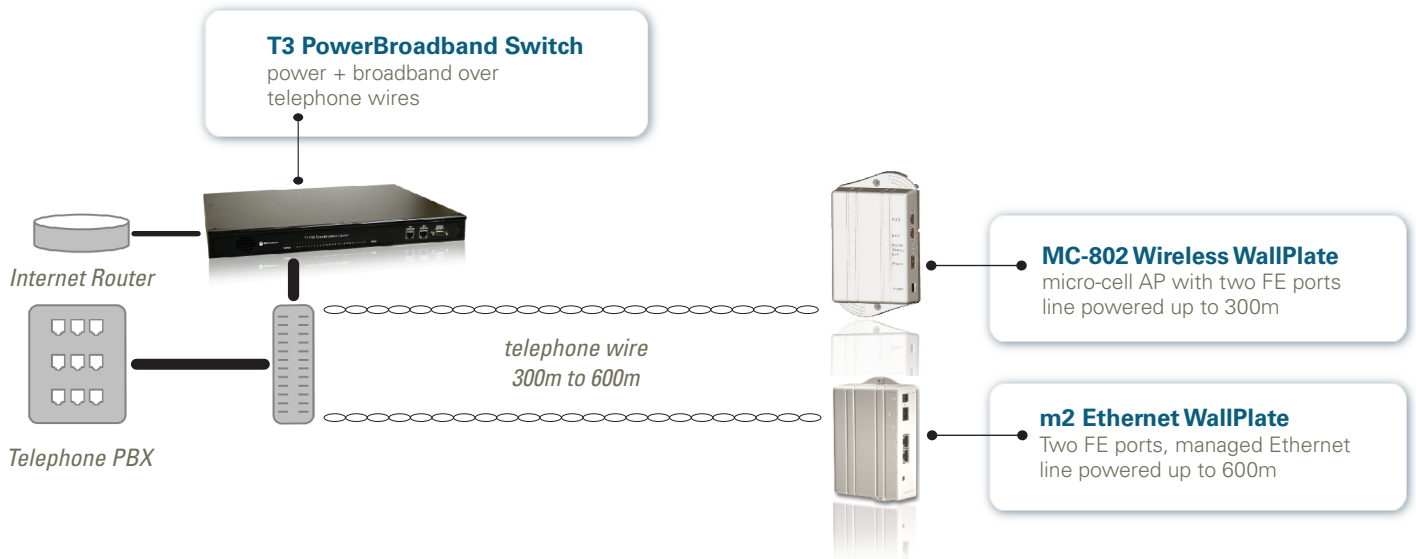 T3 PowerBroadband Switch
power + broadband over
telephone wires
Internet Router
Telephone PBX
telephone wire
300m to 600m
MC-802 Wireless WallPlate
micro-cell AP with two FE ports
line powered up to 300m
m2 Ethernet WallPlate
Two FE ports, managed Ethernet
line powered up to 600m